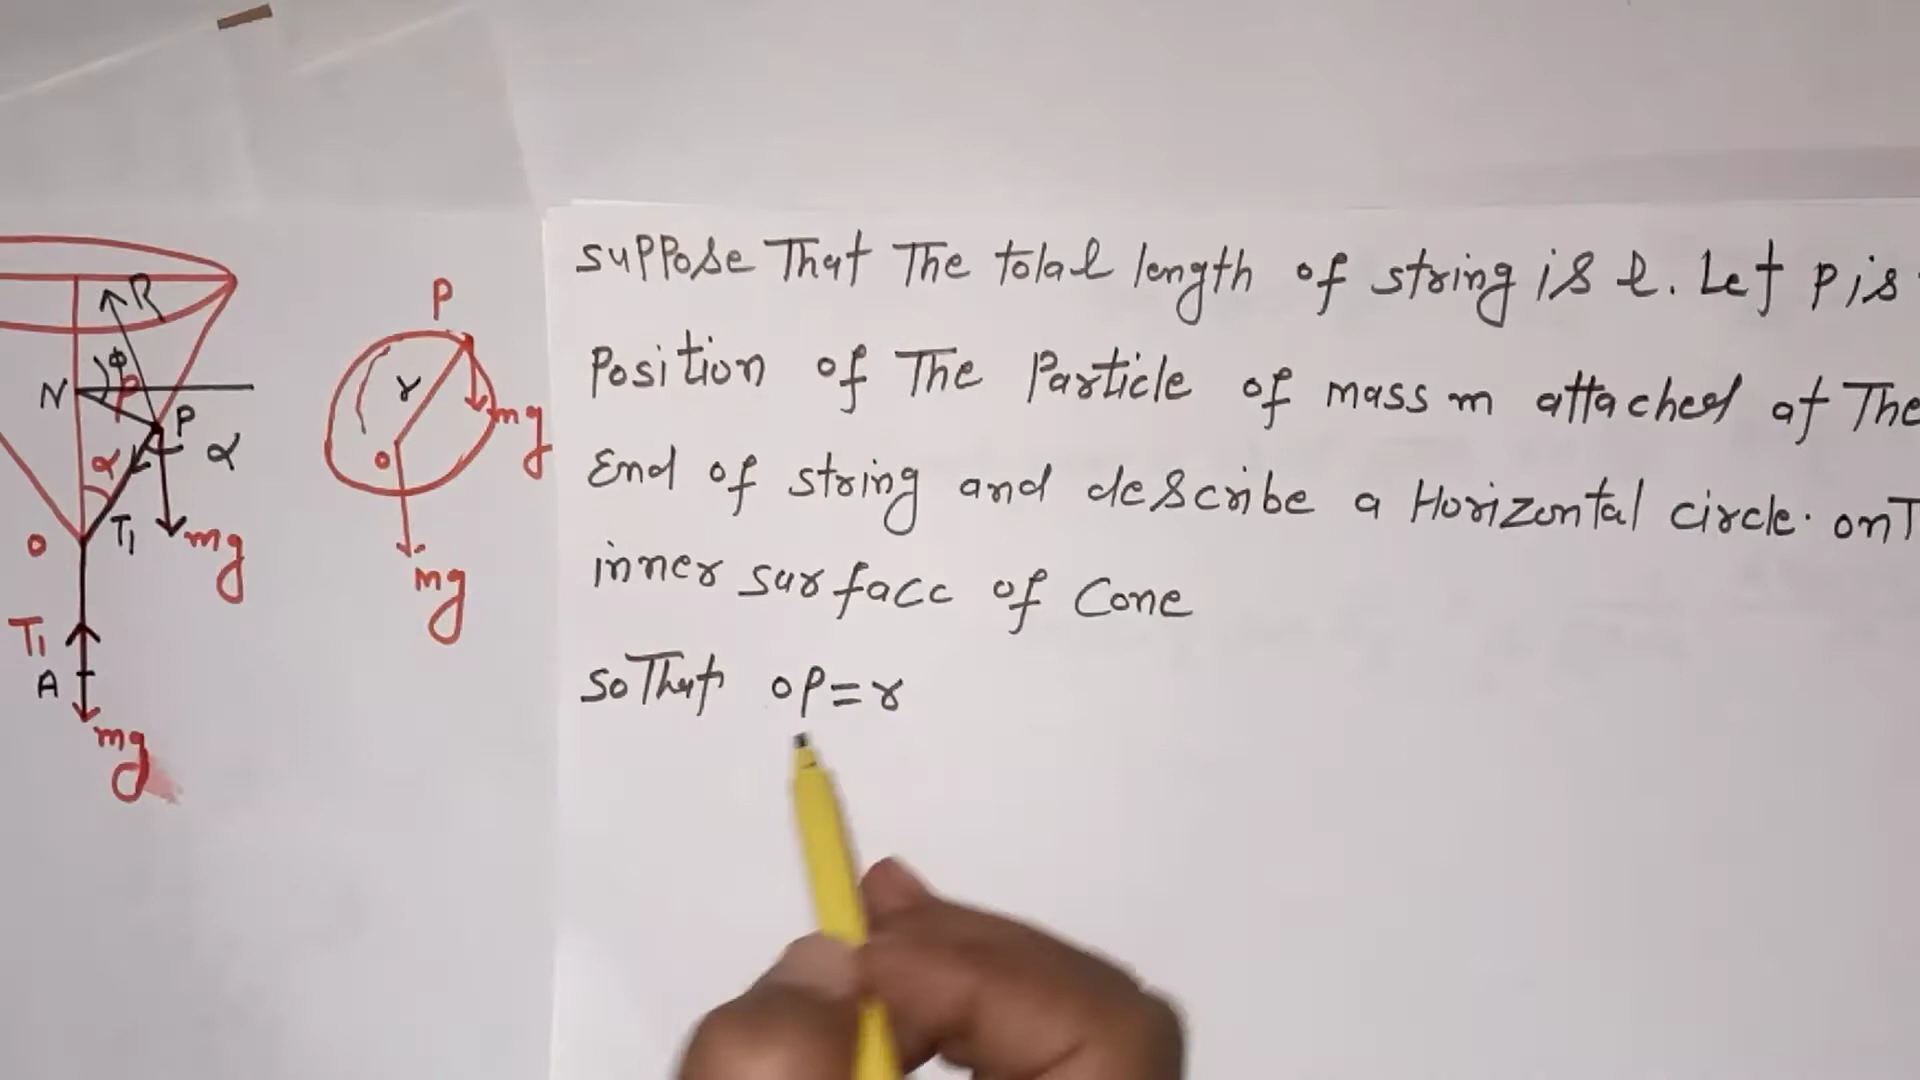 suppose That The total length of string is l. Let p is
Position of The Particle of mass m attached at The
End of string and describe a Horizontal circle. on T
inner surface of Cone
so That op=r
R
φ
N
P
P
α
α
O
T1
mg
T1
A
mg
P
r
mg
o
mg